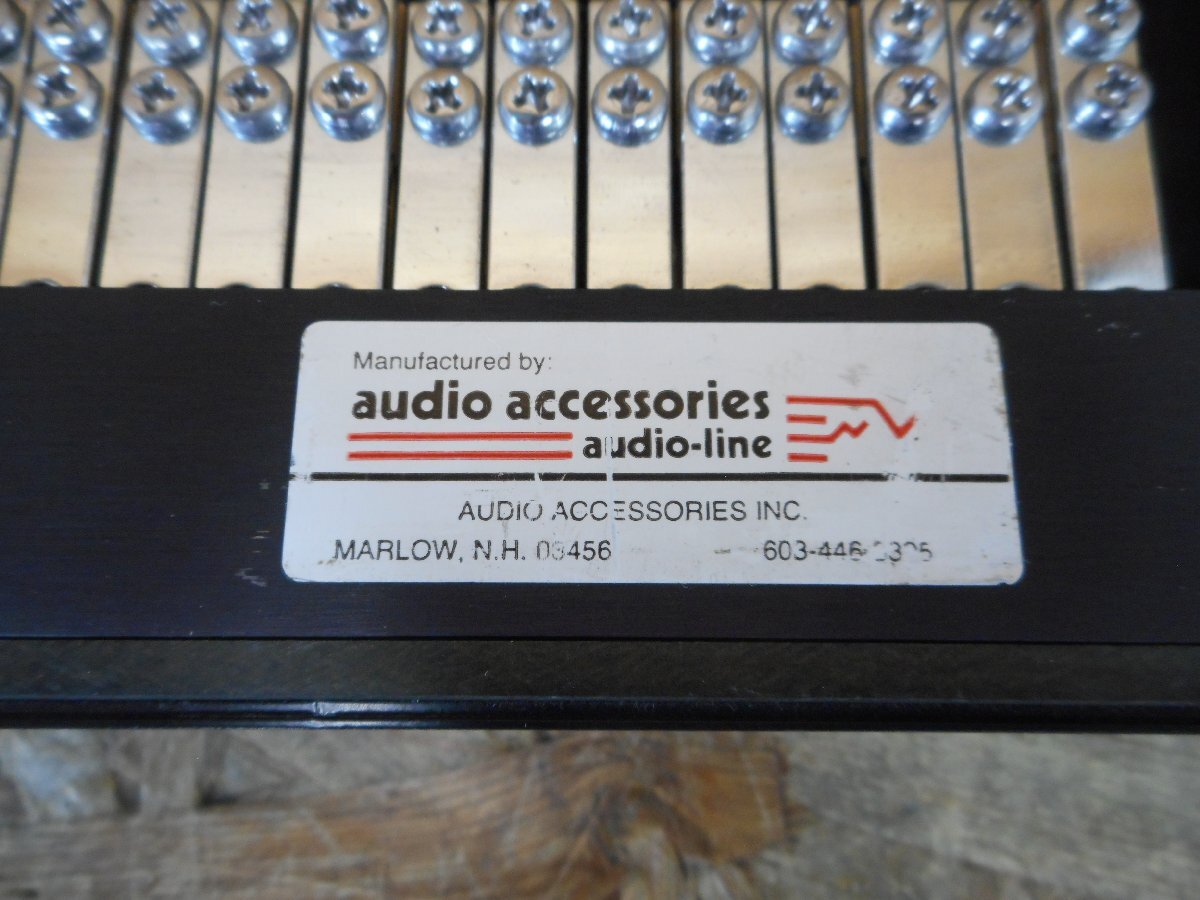 Manufactured by:
audio accessories
audio-line
AUDIO ACCESSORIES INC.
MARLOW, N.H. 03456